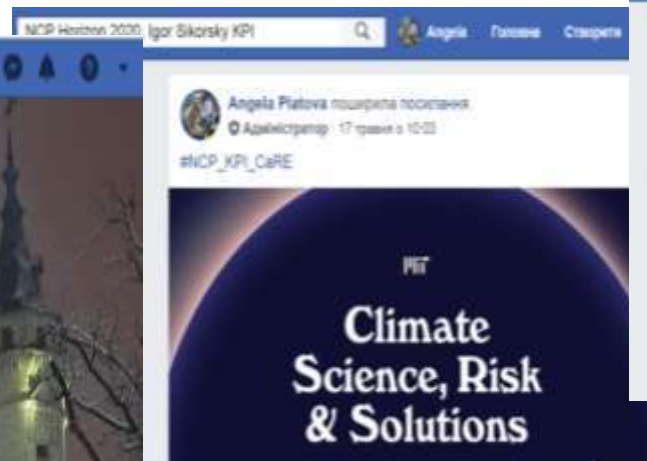 NCP Horizon 2020, Igor Sikorsky KPI
Angela Головна Створити
Angela Platova поширила посилання.
Адміністратор · 17 травня о 10:03
#NCP_KPI_CaRE
MIT
Climate
Science, Risk
& Solutions